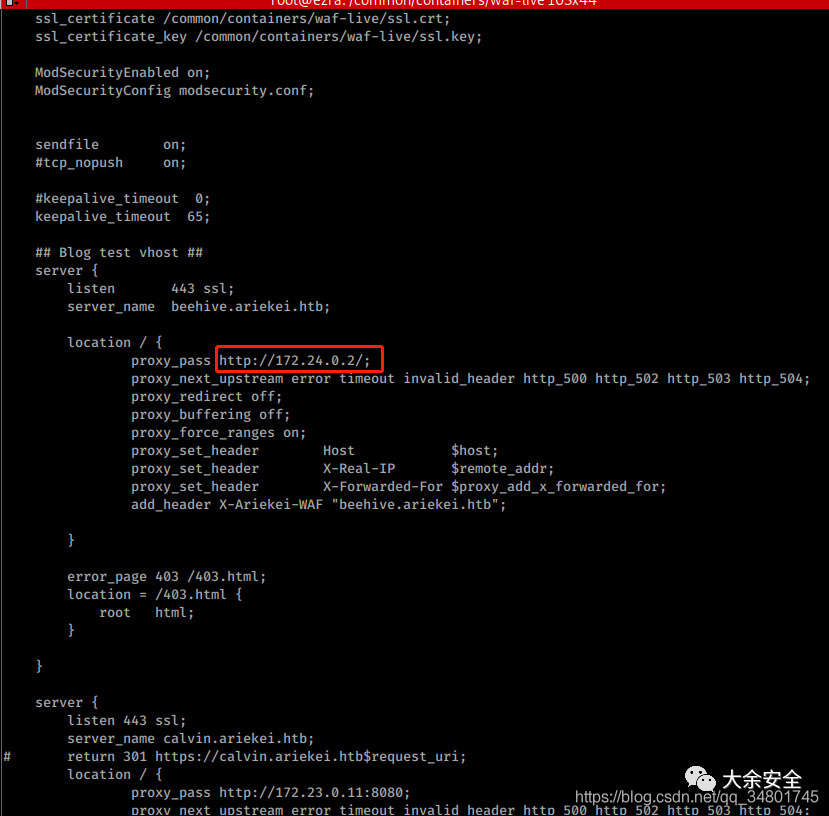 root@ezra: /common/containers/waf-live 103x44
ssl_certificate /common/containers/waf-live/ssl.crt;
ssl_certificate_key /common/containers/waf-live/ssl.key;
ModSecurityEnabled on;
ModSecurityConfig modsecurity.conf;
sendfile        on;
#tcp_nopush     on;
#keepalive_timeout  0;
keepalive_timeout  65;
## Blog test vhost ##
server {
listen       443 ssl;
server_name  beehive.ariekei.htb;
location / {
proxy_pass http://172.24.0.2/;
proxy_next_upstream error timeout invalid_header http_500 http_502 http_503 http_504;
proxy_redirect off;
proxy_buffering off;
proxy_force_ranges on;
proxy_set_header        Host            $host;
proxy_set_header        X-Real-IP       $remote_addr;
proxy_set_header        X-Forwarded-For $proxy_add_x_forwarded_for;
add_header X-Ariekei-WAF "beehive.ariekei.htb";
}
error_page 403 /403.html;
location = /403.html {
root   html;
}
}
server {
listen 443 ssl;
server_name calvin.ariekei.htb;
#       return 301 https://calvin.ariekei.htb$request_uri;
location / {
proxy_pass http://172.23.0.11:8080;
proxy_next_upstream error timeout invalid_header http_500 http_502 http_503 http_504;
大余安全
https://blog.csdn.net/qq_34801745